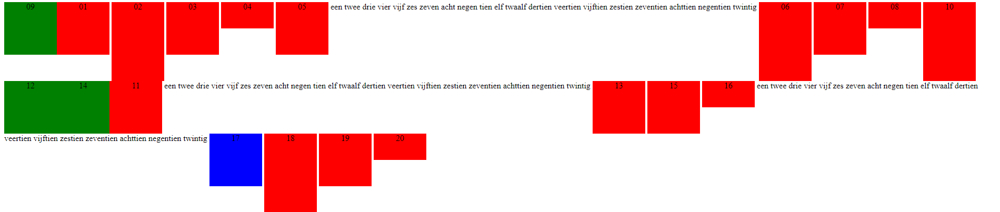 09 01 02 03 04 05 een twee drie vier vijf zes zeven acht negen tien elf twaalf dertien veertien vijftien zestien zeventien achttien negentien twintig 06 07 08 10
12 14 11 een twee drie vier vijf zes zeven acht negen tien elf twaalf dertien veertien vijftien zestien zeventien achttien negentien twintig 13 15 16 een twee drie vier vijf zes zeven acht negen tien elf twaalf dertien
veertien vijftien zestien zeventien achttien negentien twintig 17 18 19 20